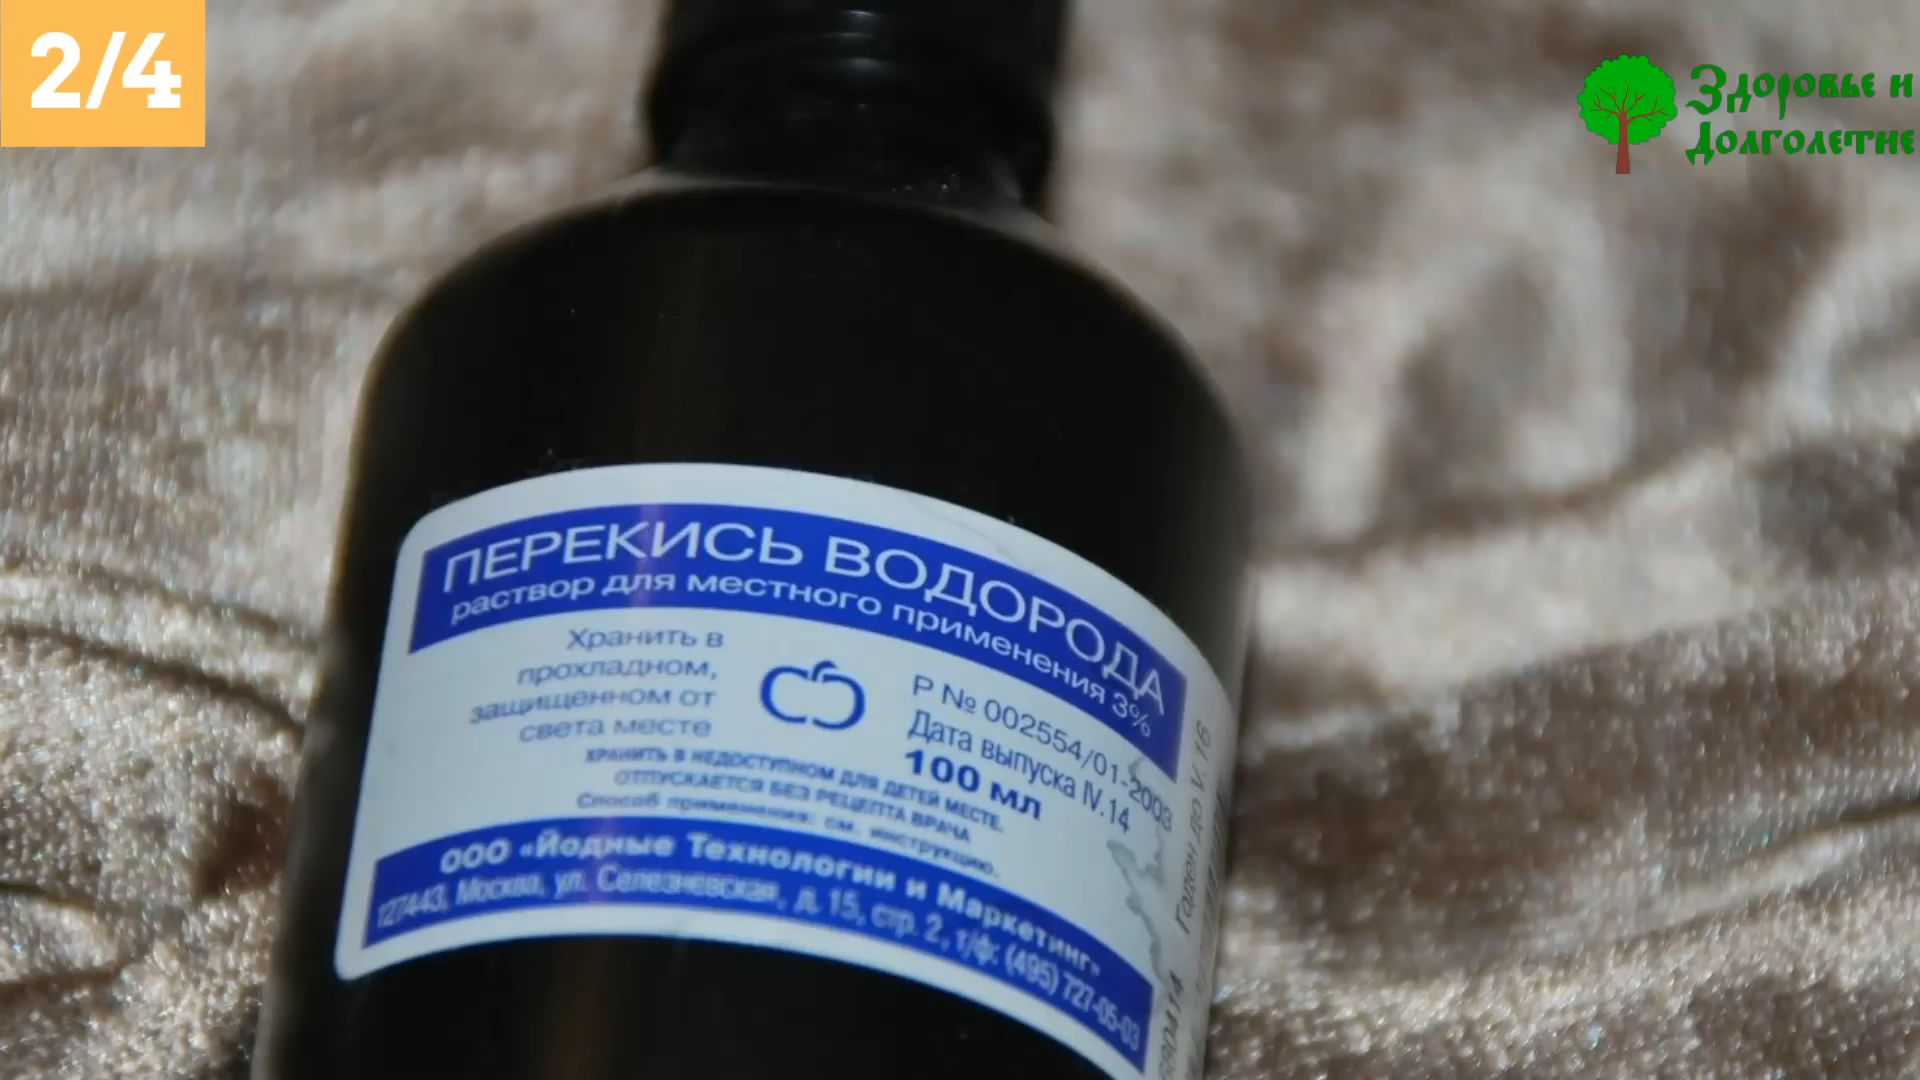 2/4
Здоровье и
Долголетие
ПЕРЕКИСЬ ВОДОРОДА
раствор для местного применения 3%
Хранить в
прохладном,
защищенном от
света месте
Р № 002554/01-2003
Дата выпуска IV.14
100 мл
ХРАНИТЬ В НЕДОСТУПНОМ ДЛЯ ДЕТЕЙ МЕСТЕ.
ОТПУСКАЕТСЯ БЕЗ РЕЦЕПТА ВРАЧА
Способ применения: см. инструкцию.
ООО «Йодные Технологии и Маркетинг»
127443, Москва, ул. Селезневская, д. 15, стр. 2, т/ф: (495) 727-05-03
Годен до V. 16